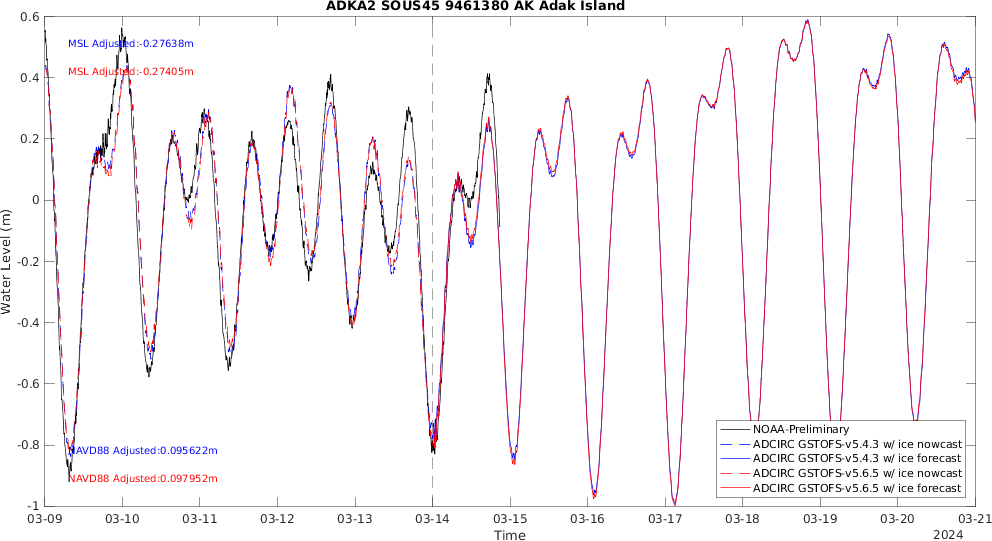 ADKA2 SOUS45 9461380 AK Adak Island
0.6
MSL Adjusted:-0.27638m
MSL Adjusted:-0.27405m
0.4
0.2
0
-0.2
-0.4
-0.6
-0.8
-1
Water Level (m)
NAVD88 Adjusted:0.095622m
NAVD88 Adjusted:0.097952m
NOAA-Preliminary
ADCIRC GSTOFS-v5.4.3 w/ ice nowcast
ADCIRC GSTOFS-v5.4.3 w/ ice forecast
ADCIRC GSTOFS-v5.6.5 w/ ice nowcast
ADCIRC GSTOFS-v5.6.5 w/ ice forecast
03-09 03-10 03-11 03-12 03-13 03-14 03-15 03-16 03-17 03-18 03-19 03-20 03-21
Time
2024